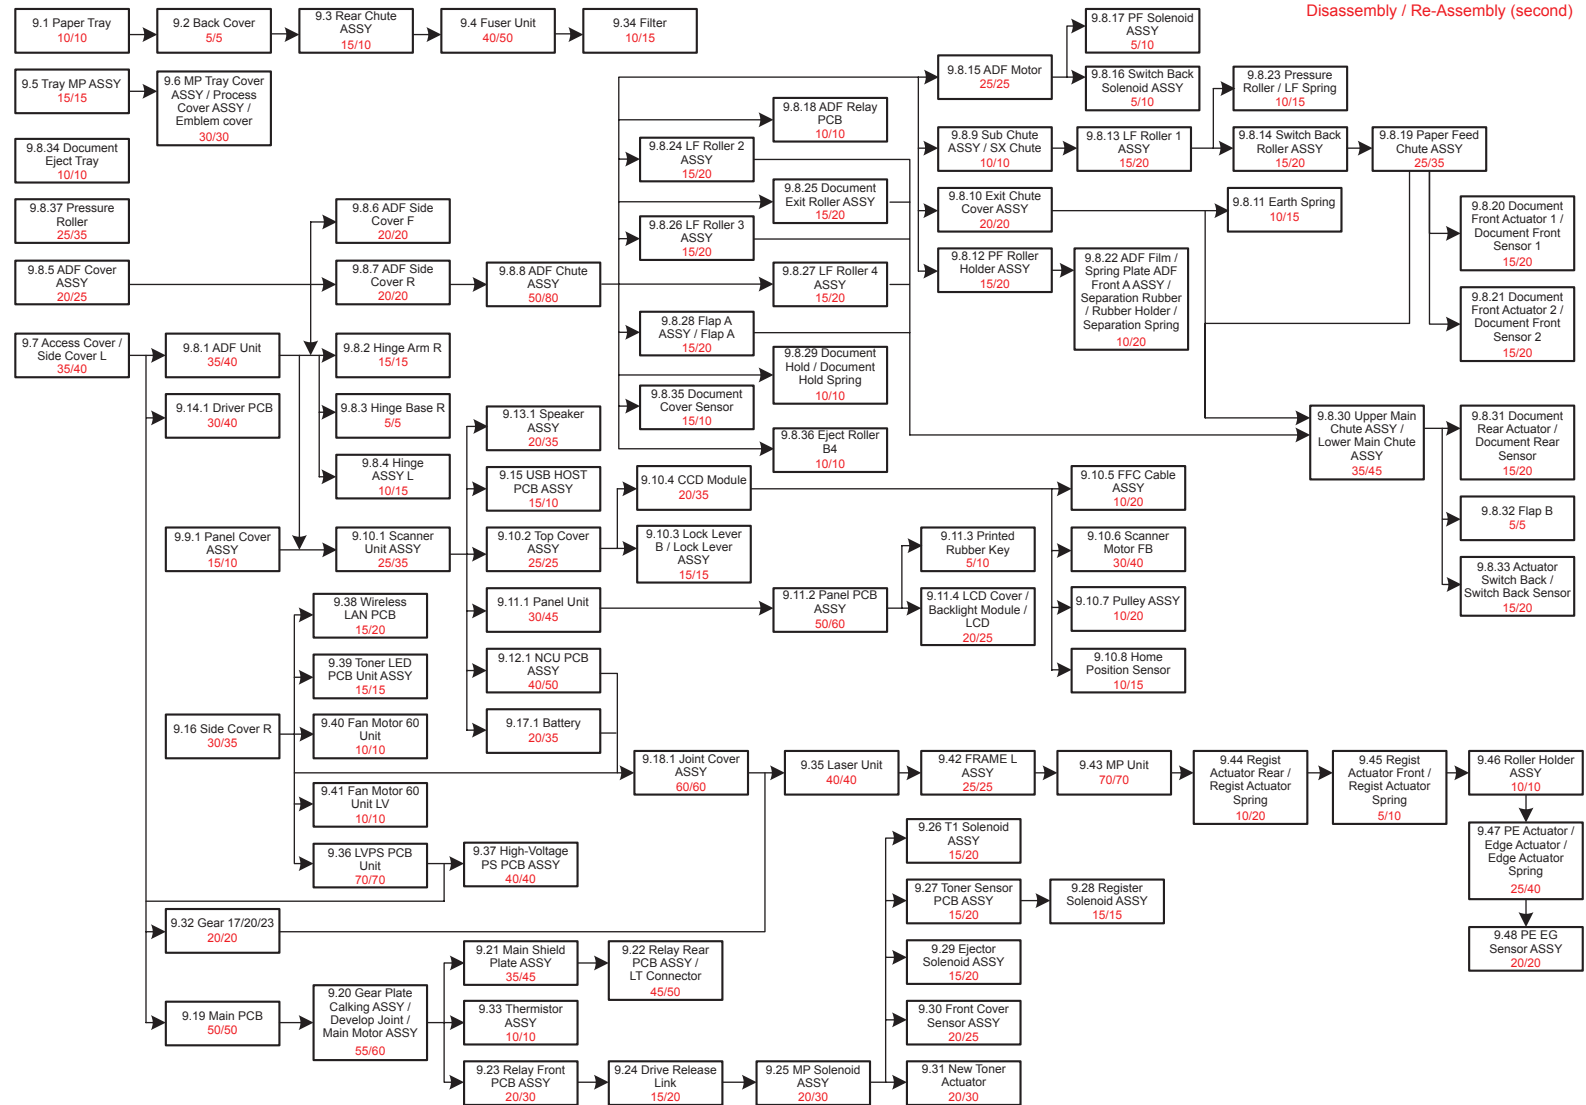 Disassembly / Re-Assembly (second)
9.1 Paper Tray
10/10
9.2 Back Cover
5/5
9.3 Rear Chute
ASSY
15/10
9.4 Fuser Unit
40/50
9.34 Filter
10/15
9.5 Tray MP ASSY
15/15
9.6 MP Tray Cover
ASSY / Process
Cover ASSY /
Emblem cover
30/30
9.8.34 Document
Eject Tray
10/10
9.8.37 Pressure
Roller
25/35
9.8.5 ADF Cover
ASSY
20/25
9.8.6 ADF Side
Cover F
20/20
9.8.7 ADF Side
Cover R
20/20
9.8.8 ADF Chute
ASSY
50/80
9.8.15 ADF Motor
25/25
9.8.17 PF Solenoid
ASSY
5/10
9.8.16 Switch Back
Solenoid ASSY
5/10
9.8.18 ADF Relay
PCB
10/10
9.8.24 LF Roller 2
ASSY
15/20
9.8.25 Document
Exit Roller ASSY
15/20
9.8.26 LF Roller 3
ASSY
15/20
9.8.27 LF Roller 4
ASSY
15/20
9.8.28 Flap A
ASSY / Flap A
15/20
9.8.29 Document
Hold / Document
Hold Spring
10/10
9.8.35 Document
Cover Sensor
15/10
9.8.36 Eject Roller
B4
10/10
9.8.9 Sub Chute
ASSY / SX Chute
10/10
9.8.13 LF Roller 1
ASSY
15/20
9.8.23 Pressure
Roller / LF Spring
10/15
9.8.14 Switch Back
Roller ASSY
15/20
9.8.19 Paper Feed
Chute ASSY
25/35
9.8.10 Exit Chute
Cover ASSY
20/20
9.8.11 Earth Spring
10/15
9.8.12 PF Roller
Holder ASSY
15/20
9.8.22 ADF Film /
Spring Plate ADF
Front A ASSY /
Separation Rubber
/ Rubber Holder /
Separation Spring
10/20
9.8.20 Document
Front Actuator 1 /
Document Front
Sensor 1
15/20
9.8.21 Document
Front Actuator 2 /
Document Front
Sensor 2
15/20
9.8.30 Upper Main
Chute ASSY /
Lower Main Chute
ASSY
35/45
9.8.31 Document
Rear Actuator /
Document Rear
Sensor
15/20
9.8.32 Flap B
5/5
9.8.33 Actuator
Switch Back /
Switch Back Sensor
15/20
9.7 Access Cover /
Side Cover L
35/40
9.8.1 ADF Unit
35/40
9.8.2 Hinge Arm R
15/15
9.8.3 Hinge Base R
5/5
9.8.4 Hinge
ASSY L
10/15
9.14.1 Driver PCB
30/40
9.9.1 Panel Cover
ASSY
15/10
9.10.1 Scanner
Unit ASSY
25/35
9.13.1 Speaker
ASSY
20/35
9.15 USB HOST
PCB ASSY
15/10
9.10.2 Top Cover
ASSY
25/25
9.10.4 CCD Module
20/35
9.10.3 Lock Lever
B / Lock Lever
ASSY
15/15
9.10.5 FFC Cable
ASSY
10/20
9.10.6 Scanner
Motor FB
30/40
9.10.7 Pulley ASSY
10/20
9.10.8 Home
Position Sensor
10/15
9.11.1 Panel Unit
30/45
9.11.2 Panel PCB
ASSY
50/60
9.11.3 Printed
Rubber Key
5/10
9.11.4 LCD Cover /
Backlight Module /
LCD
20/25
9.12.1 NCU PCB
ASSY
40/50
9.17.1 Battery
20/35
9.16 Side Cover R
30/35
9.38 Wireless
LAN PCB
15/20
9.39 Toner LED
PCB Unit ASSY
15/15
9.40 Fan Motor 60
Unit
10/10
9.41 Fan Motor 60
Unit LV
10/10
9.36 LVPS PCB
Unit
70/70
9.37 High-Voltage
PS PCB ASSY
40/40
9.18.1 Joint Cover
ASSY
60/60
9.35 Laser Unit
40/40
9.42 FRAME L
ASSY
25/25
9.43 MP Unit
70/70
9.44 Regist
Actuator Rear /
Regist Actuator
Spring
10/20
9.45 Regist
Actuator Front /
Regist Actuator
Spring
5/10
9.46 Roller Holder
ASSY
10/10
9.47 PE Actuator /
Edge Actuator /
Edge Actuator
Spring
25/40
9.48 PE EG
Sensor ASSY
20/20
9.32 Gear 17/20/23
20/20
9.19 Main PCB
50/50
9.20 Gear Plate
Calking ASSY /
Develop Joint /
Main Motor ASSY
55/60
9.21 Main Shield
Plate ASSY
35/45
9.22 Relay Rear
PCB ASSY /
LT Connector
45/50
9.33 Thermistor
ASSY
10/10
9.23 Relay Front
PCB ASSY
20/30
9.24 Drive Release
Link
15/20
9.25 MP Solenoid
ASSY
20/30
9.26 T1 Solenoid
ASSY
15/20
9.27 Toner Sensor
PCB ASSY
15/20
9.28 Register
Solenoid ASSY
15/15
9.29 Ejector
Solenoid ASSY
15/20
9.30 Front Cover
Sensor ASSY
20/25
9.31 New Toner
Actuator
20/30